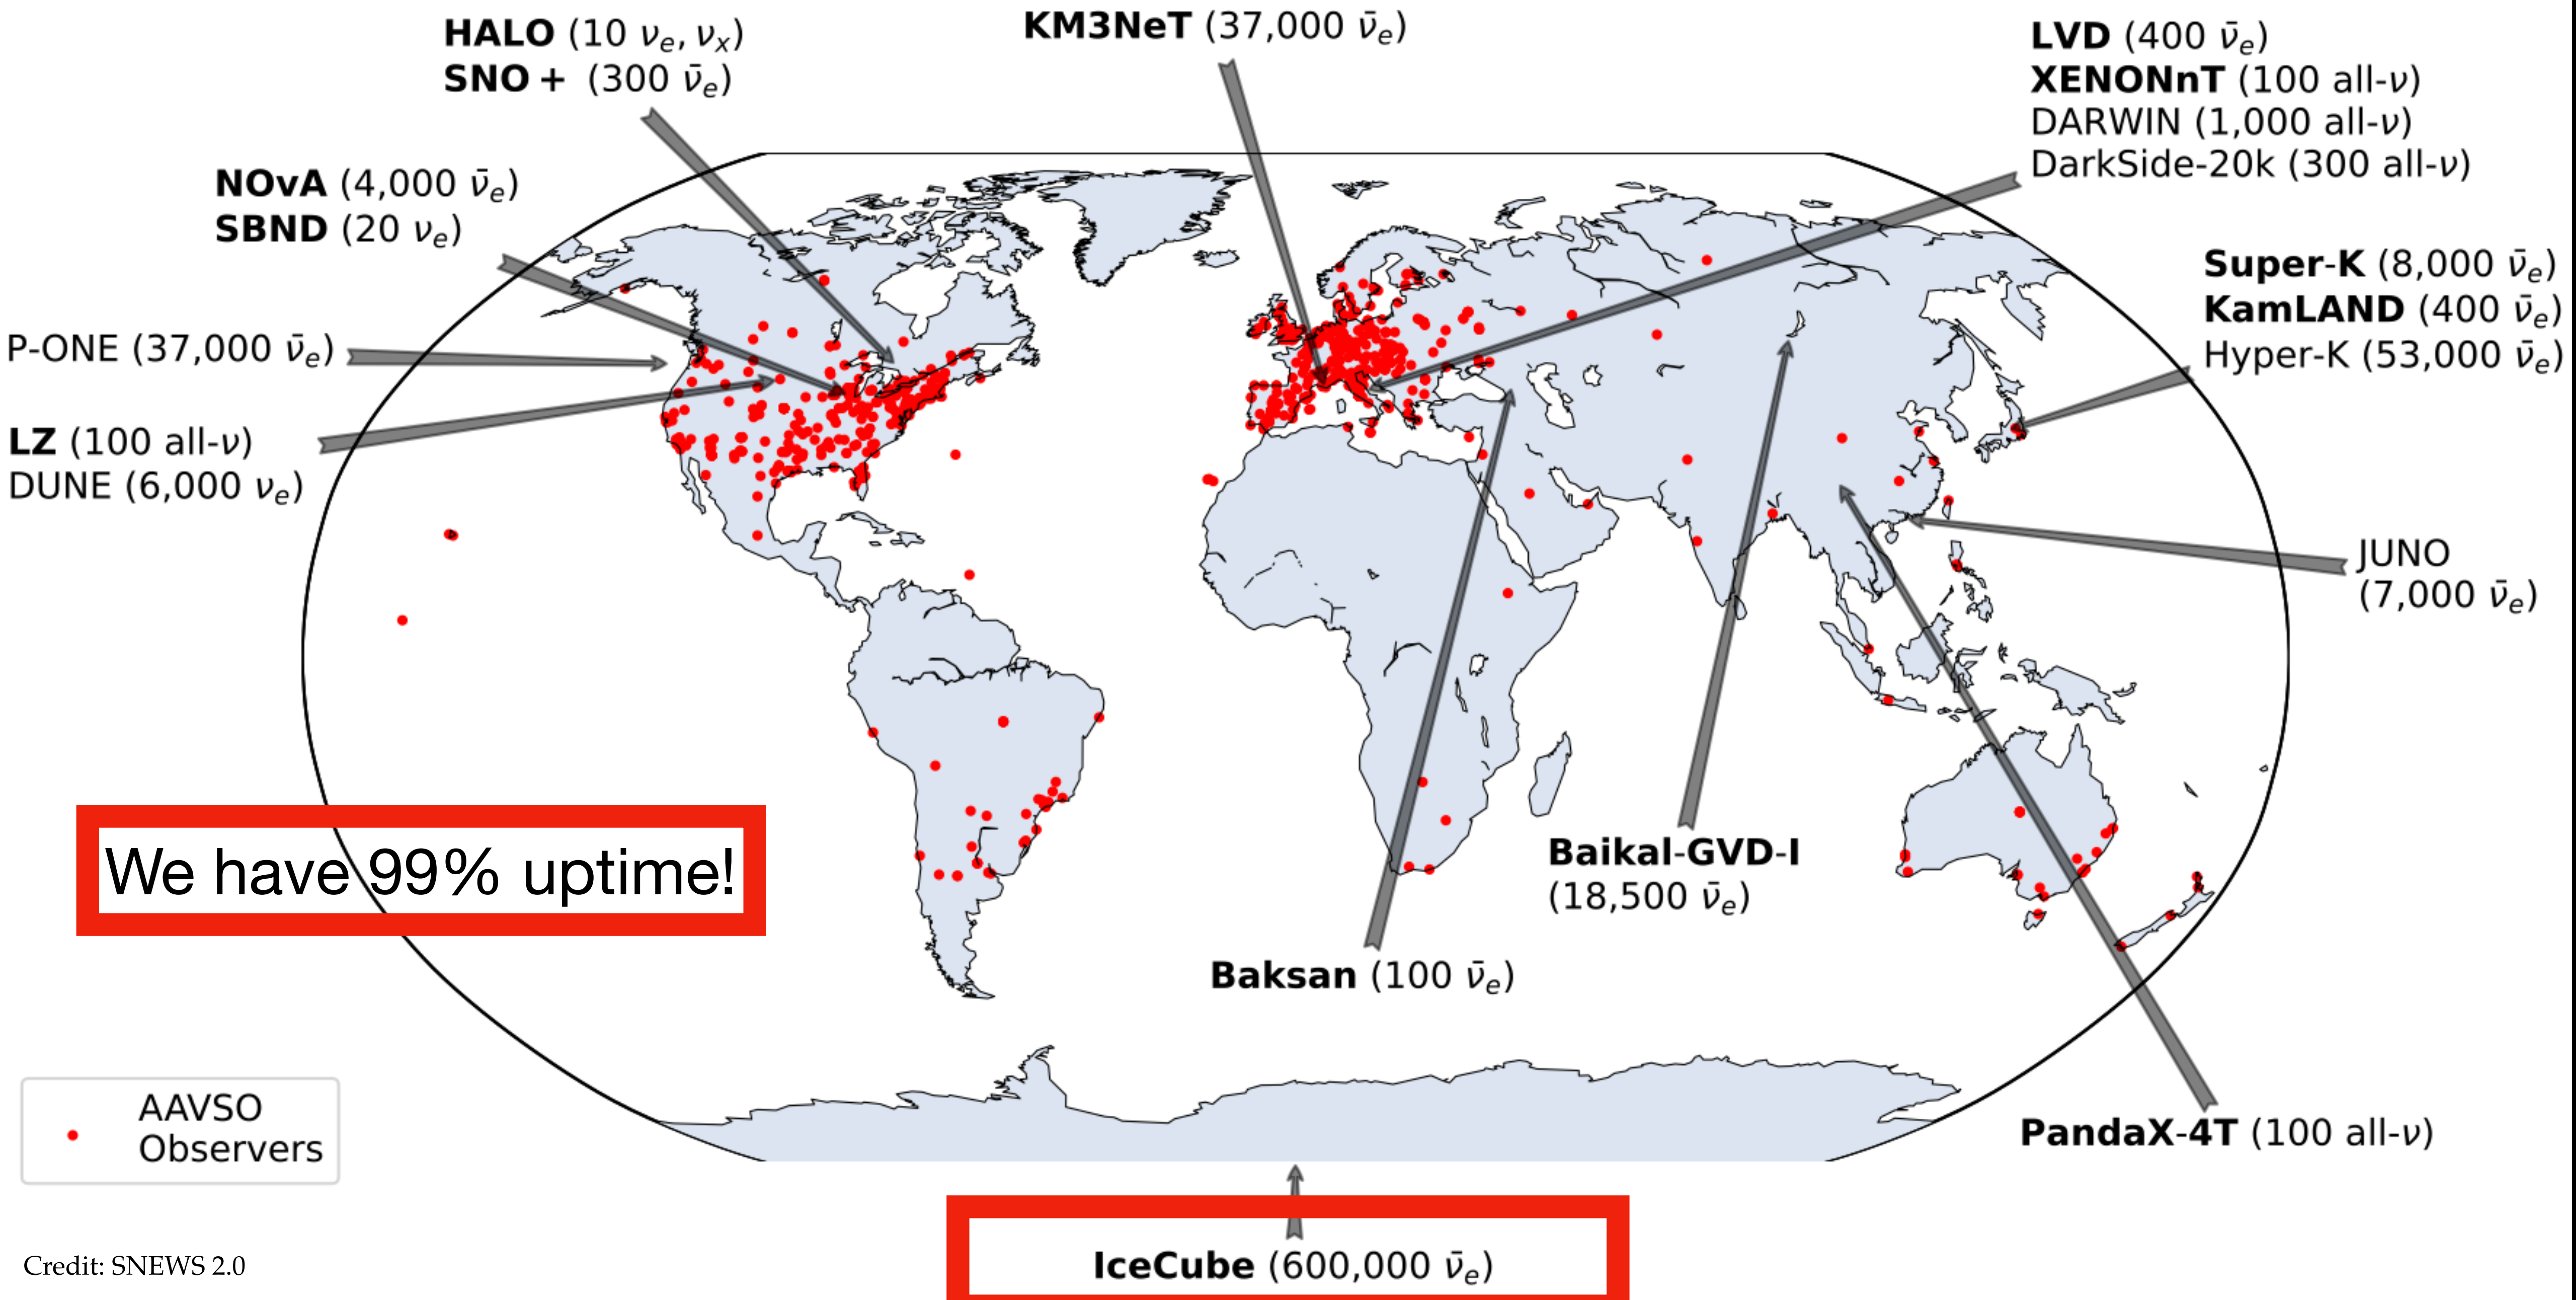 HALO (10 νe, νx)
SNO + (300 ν̄e)
KM3NeT (37,000 ν̄e)
LVD (400 ν̄e)
XENONnT (100 all-ν)
DARWIN (1,000 all-ν)
DarkSide-20k (300 all-ν)
NOvA (4,000 ν̄e)
SBND (20 νe)
Super-K (8,000 ν̄e)
KamLAND (400 ν̄e)
Hyper-K (53,000 ν̄e)
P-ONE (37,000 ν̄e)
LZ (100 all-ν)
DUNE (6,000 νe)
JUNO
(7,000 ν̄e)
We have 99% uptime!
Baikal-GVD-I
(18,500 ν̄e)
Baksan (100 ν̄e)
AAVSO
Observers
PandaX-4T (100 all-ν)
IceCube (600,000 ν̄e)
Credit: SNEWS 2.0